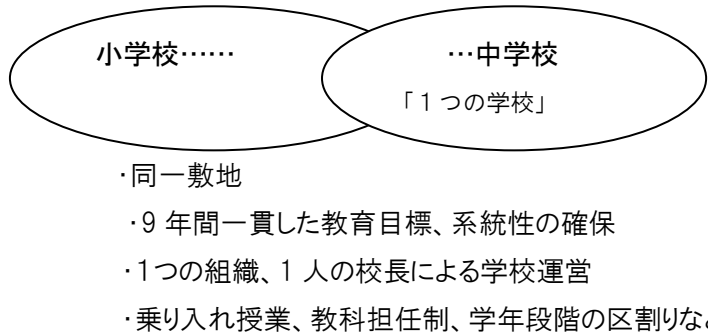 小学校……
…中学校
「１つの学校」
・同一敷地
・9 年間一貫した教育目標、系統性の確保
・1つの組織、1 人の校長による学校運営
・乗り入れ授業、教科担任制、学年段階の区割りな